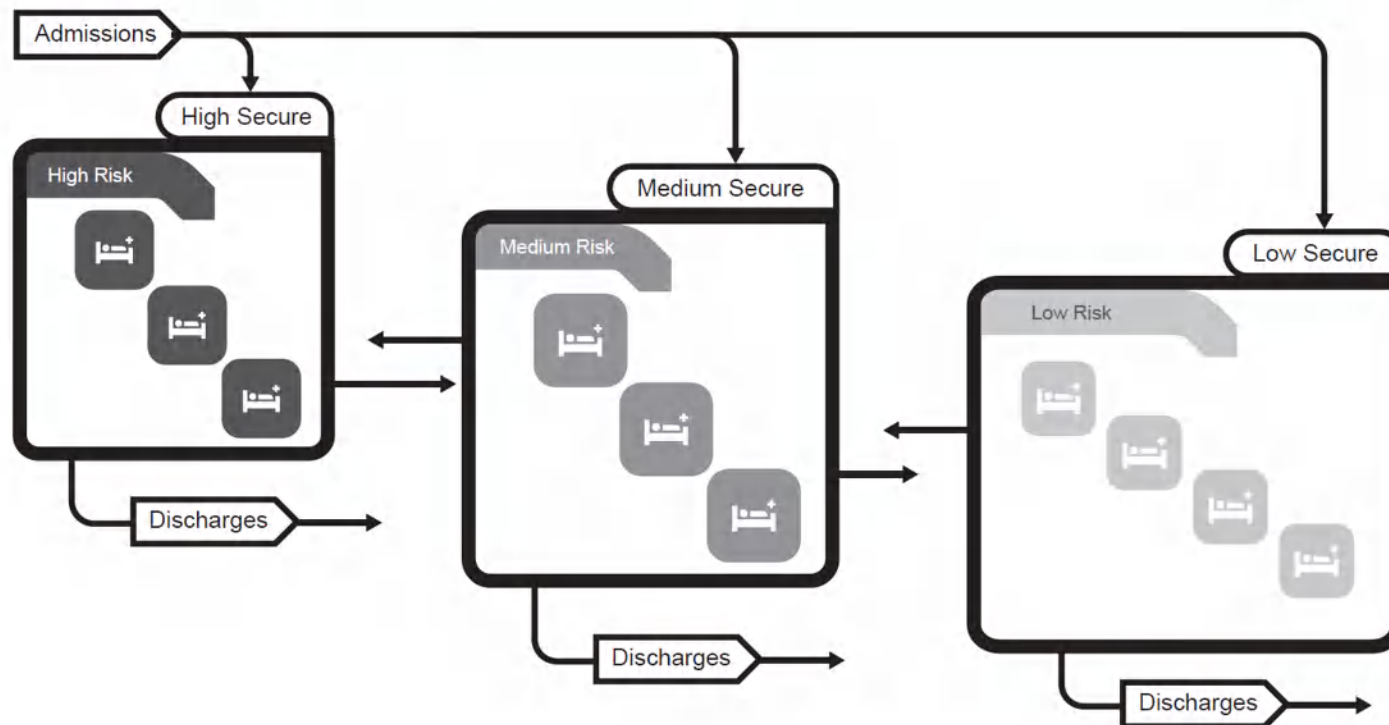 Admissions
High Secure
High Risk
Medium Secure
Medium Risk
Low Secure
Low Risk
Discharges
Discharges
Discharges